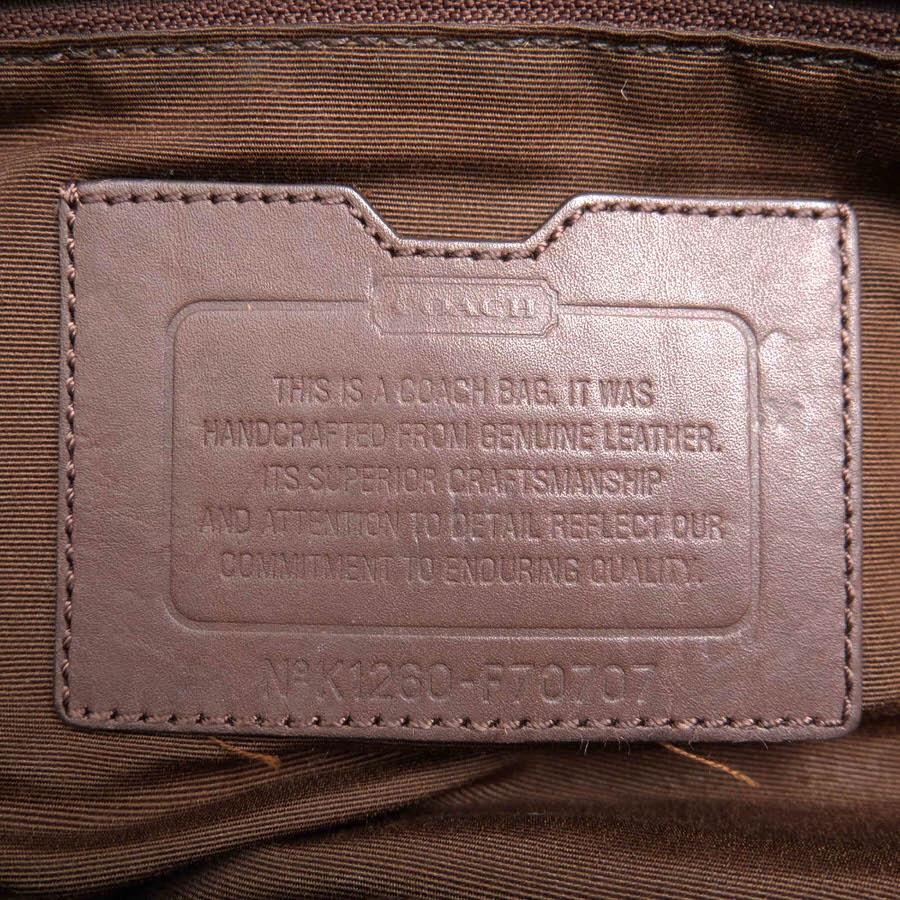 COACH
THIS IS A COACH BAG. IT WAS
HANDCRAFTED FROM GENUINE LEATHER.
ITS SUPERIOR CRAFTSMANSHIP
AND ATTENTION TO DETAIL REFLECT OUR
COMMITMENT TO ENDURING QUALITY.
Nº K1260-F70707